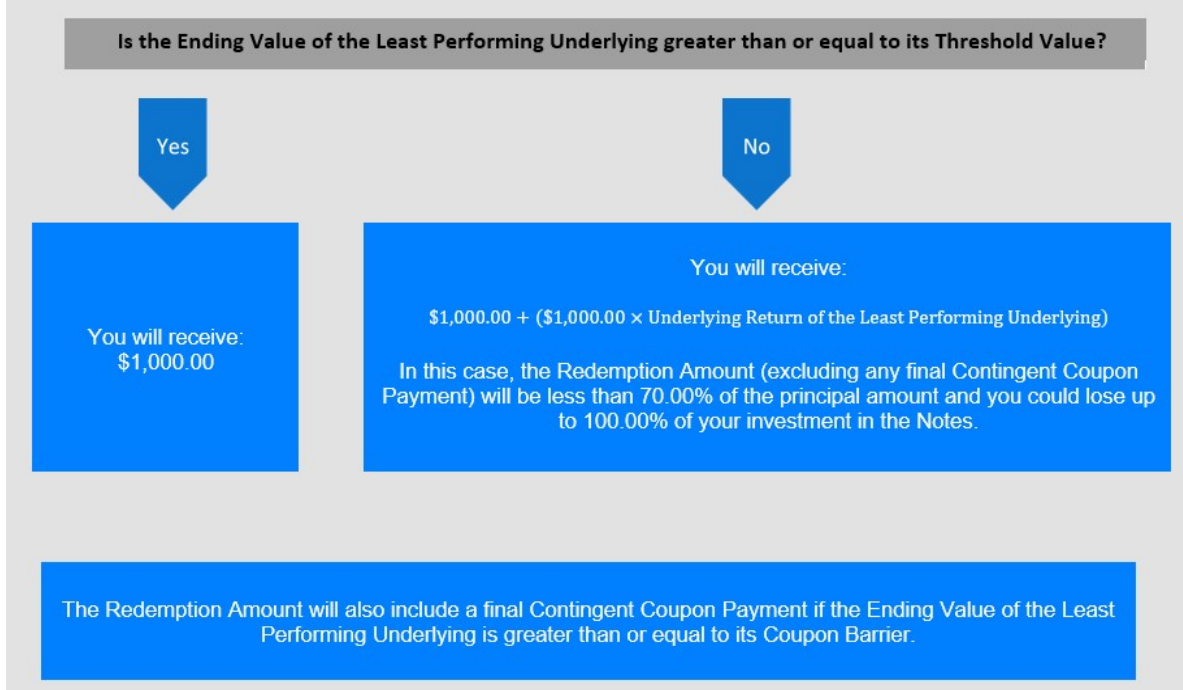 Is the Ending Value of the Least Performing Underlying greater than or equal to its Threshold Value?
Yes
No
You will receive:
$1,000.00
You will receive:
$1,000.00 + ($1,000.00 × Underlying Return of the Least Performing Underlying)
In this case, the Redemption Amount (excluding any final Contingent Coupon
Payment) will be less than 70.00% of the principal amount and you could lose up
to 100.00% of your investment in the Notes.
The Redemption Amount will also include a final Contingent Coupon Payment if the Ending Value of the Least
Performing Underlying is greater than or equal to its Coupon Barrier.